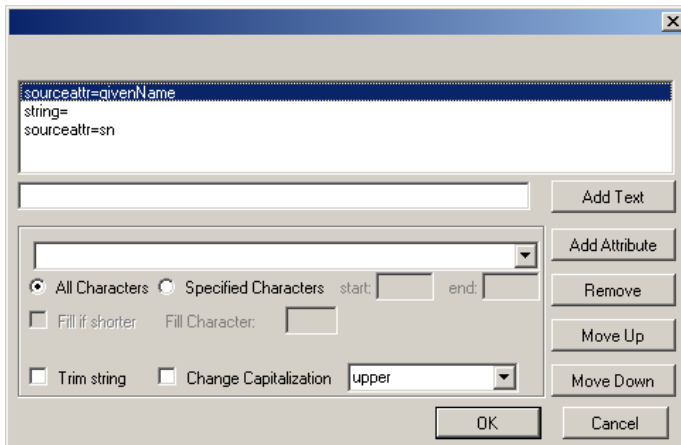 sourceattr=givenName
string=
sourceattr=sn
Add Text
Add Attribute
All Characters Specified Characters start: end:
Remove
Fill if shorter Fill Character:
Move Up
Trim string Change Capitalization upper
Move Down
OK Cancel